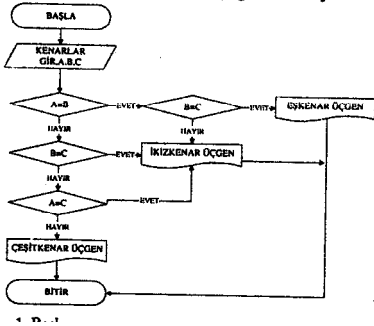 BAŞLA
KENARLAR
GİR.A.B.C
A=B
EVET
B=C
EVET
EŞKENAR ÜÇGEN
HAYIR
HAYIR
B=C
EVET
İKİZKENAR ÜÇGEN
HAYIR
A=C
EVET
HAYIR
ÇEŞİTKENAR ÜÇGEN
BİTİR